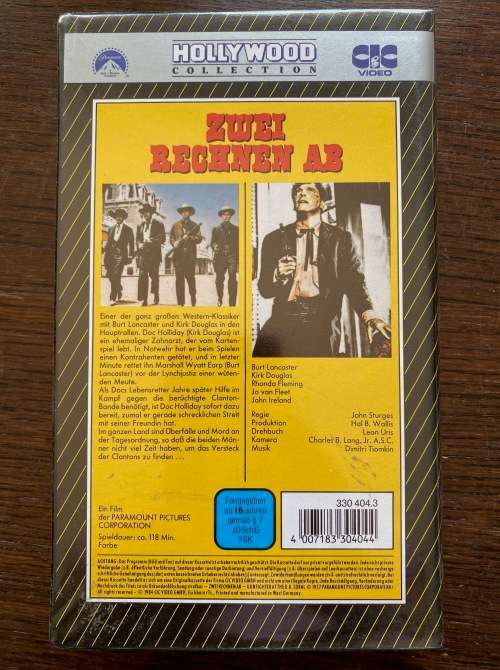 HOLLYWOOD
COLLECTION
CIC
VIDEO
ZWEI
RECHNEN AB
Einer der ganz großen Western-Klassiker
mit Burt Lancaster und Kirk Douglas in den
Hauptrollen. Doc Holliday (Kirk Douglas) ist
ein ehemaliger Zahnarzt, der vom Karten-
spiel lebt. In Notwehr hat er beim Spielen
einen Kontrahenten getötet, und in letzter
Minute rettet ihn Marshall Wyatt Earp (Burt
Lancaster) vor der Lynchjustiz einer wüten-
den Meute.
Als Docs Lebensretter Jahre später Hilfe im
Kampf gegen die berüchtigte Clanton-
Bande benötigt, ist Doc Holiday sofort dazu
bereit, zumal er gerade schrecklichen Streit
mit seiner Freundin hat.
Im ganzen Land sind Überfälle und Mord an
der Tagesordnung, so daß die beiden Män-
ner nicht viel Zeit haben, um das Versteck
der Clantons zu finden ...
Burt Lancaster
Kirk Douglas
Rhonda Fleming
Jo van Fleet
John Ireland
Regie John Sturges
Produktion Hal B. Wallis
Drehbuch Leon Uris
Kamera Charles B. Lang, Jr. A.S.C.
Musik Dimitri Tiomkin
Ein Film
der PARAMOUNT PICTURES
CORPORATION
Spieldauer: ca. 118 Min.
Farbe
Freigegeben
ab 16 Jahren
gemäß § 7
JÖSchG
FSK
330 404.3
4 007183 304044